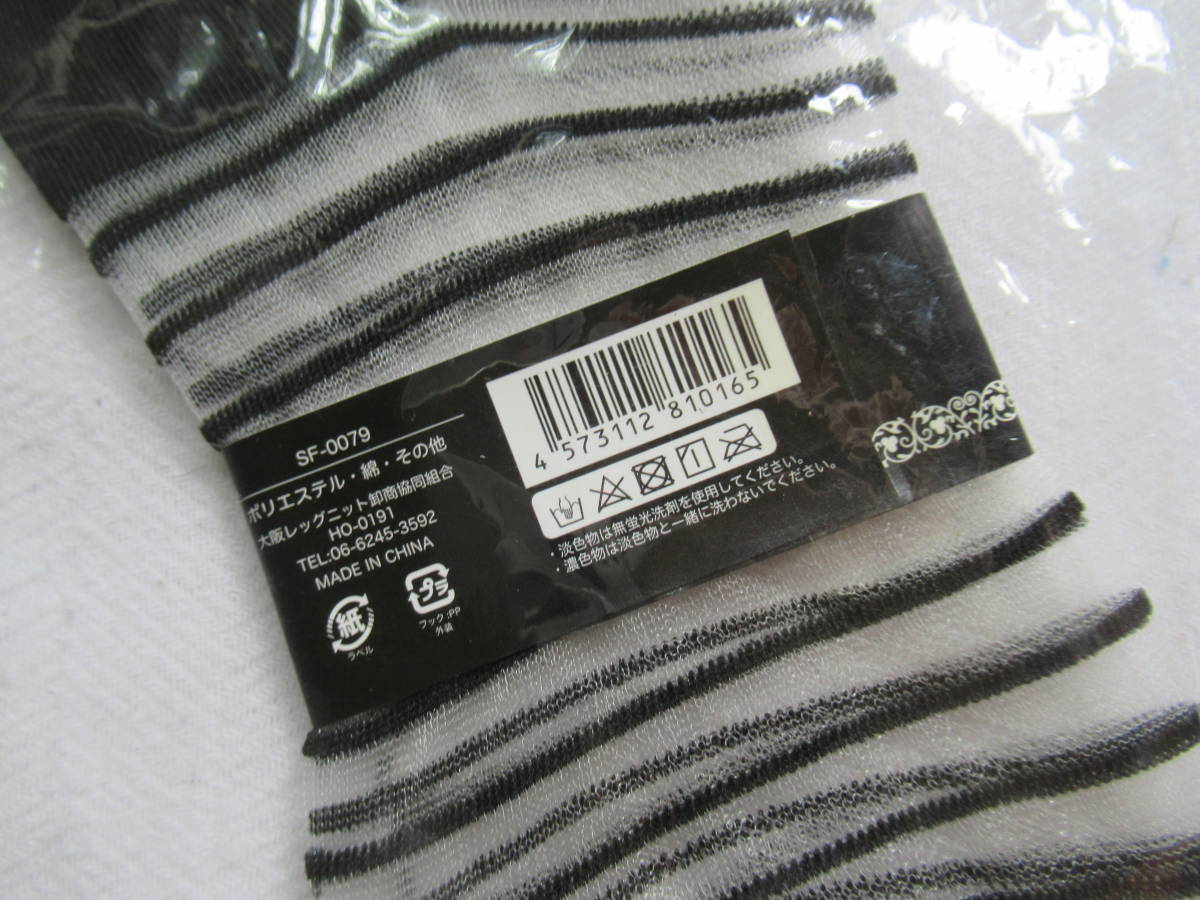 SF-0079
ポリエステル・綿・その他
大阪レッグニット卸商協同組合
HO-0191
TEL:06-6245-3592
MADE IN CHINA
紙
ラベル
プラ
フック:PP
外装
4 573112 810165
・淡色物は無蛍光洗剤を使用してください。
・濃色物は淡色物と一緒に洗わないでください。